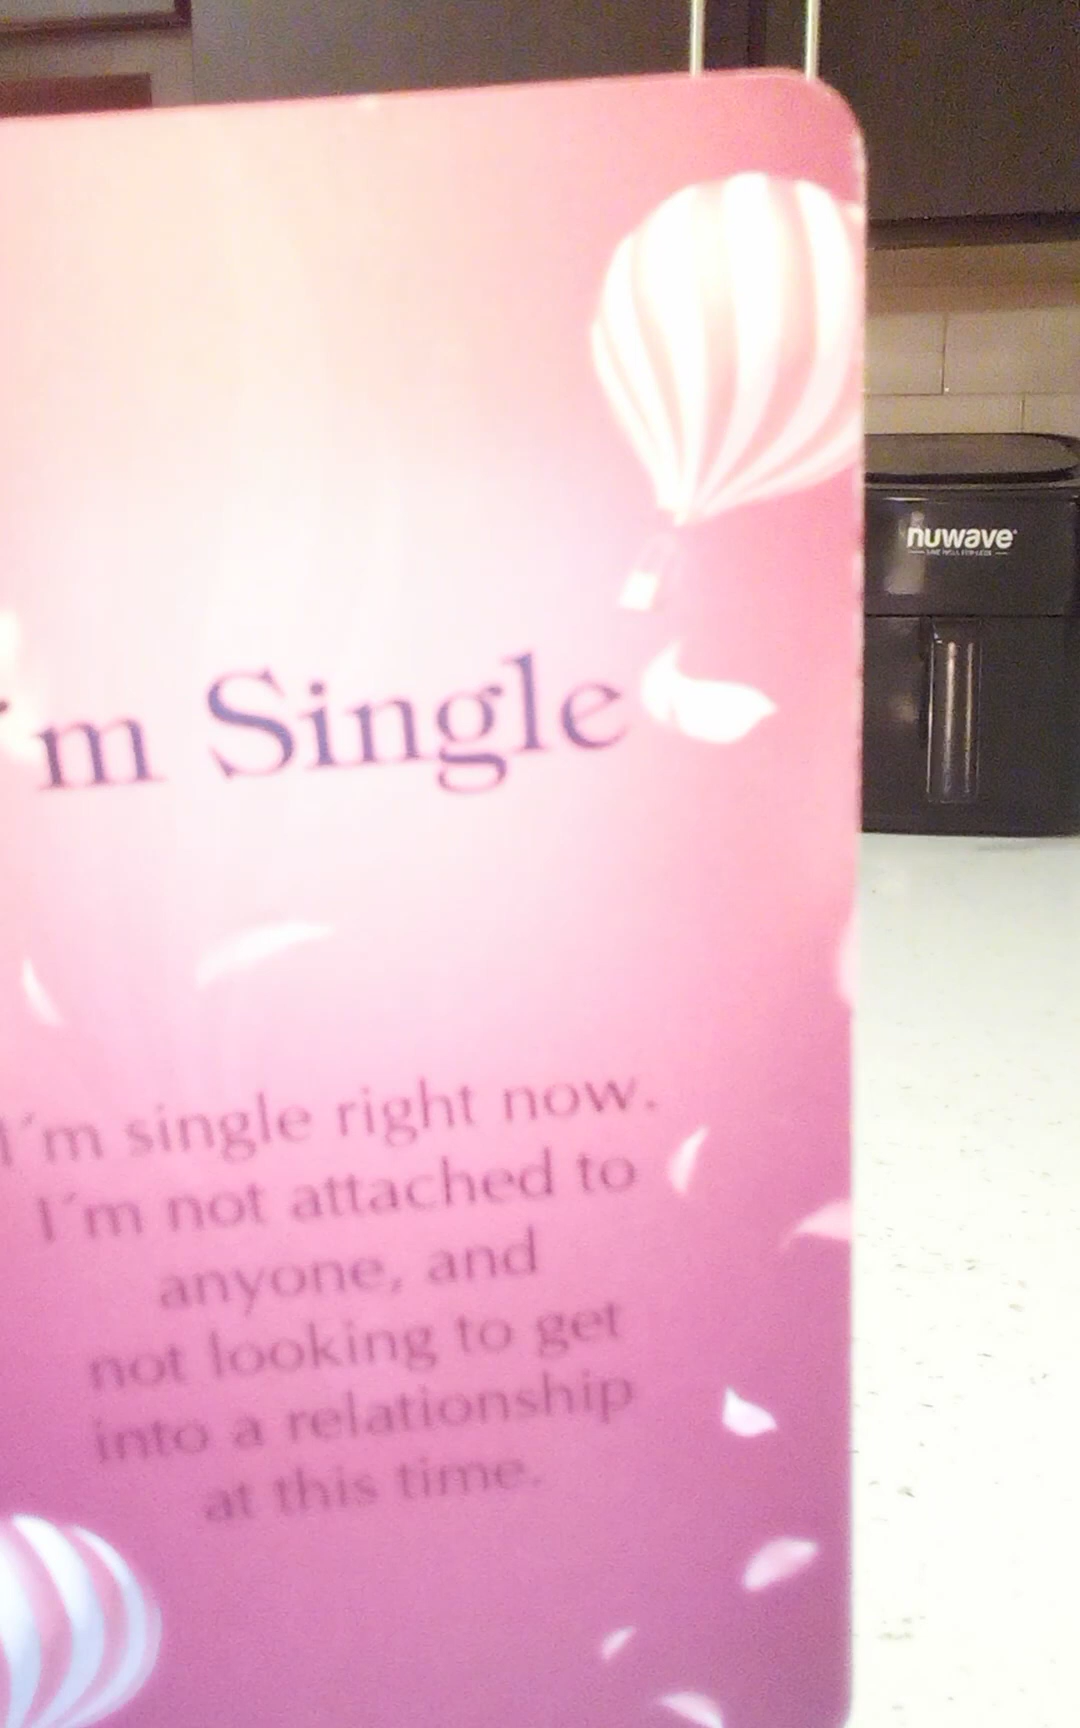 'm Single
I'm single right now.
I'm not attached to
anyone, and
not looking to get
into a relationship
at this time.
nuwave